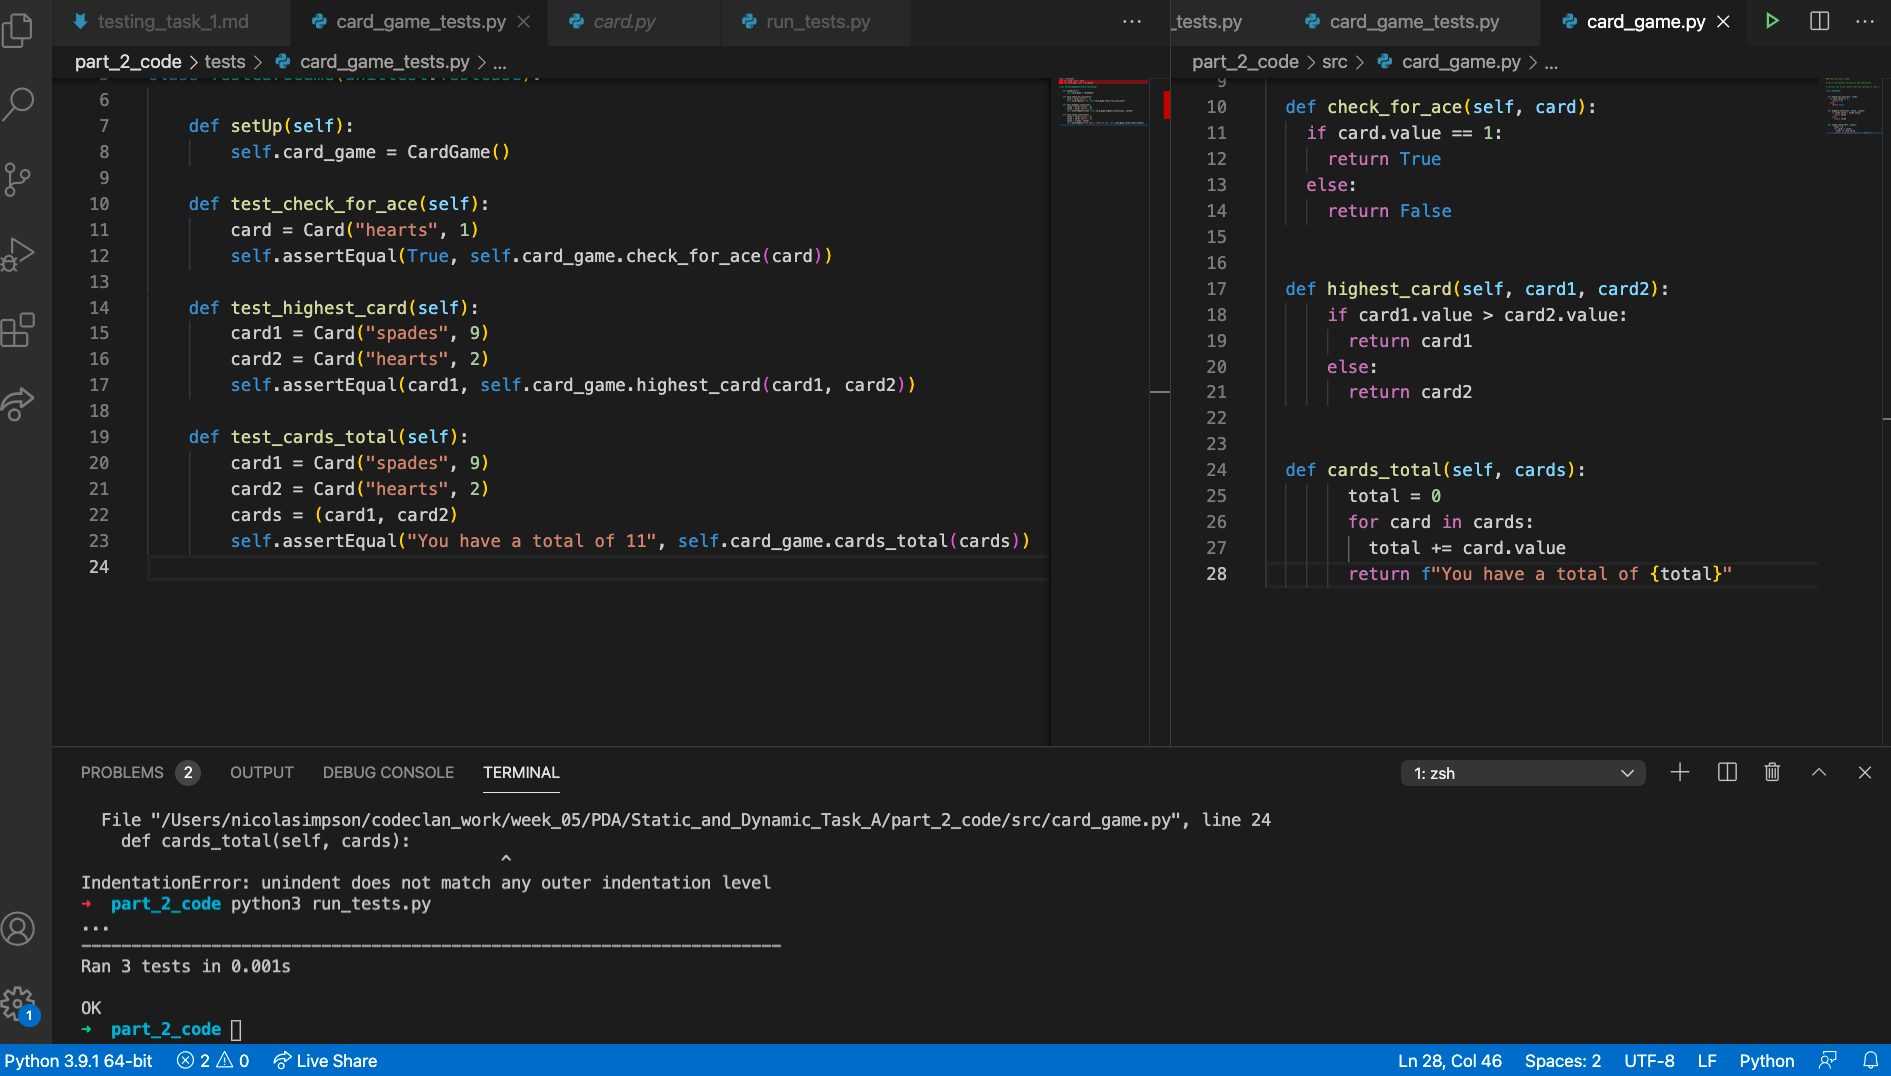 testing_task_1.md card_game_tests.py card.py run_tests.py ... _tests.py card_game_tests.py card_game.py ...
part_2_code > tests > card_game_tests.py > ...
6
7 def setUp(self):
8 self.card_game = CardGame()
9
10 def test_check_for_ace(self):
11 card = Card("hearts", 1)
12 self.assertEqual(True, self.card_game.check_for_ace(card))
13
14 def test_highest_card(self):
15 card1 = Card("spades", 9)
16 card2 = Card("hearts", 2)
17 self.assertEqual(card1, self.card_game.highest_card(card1, card2))
18
19 def test_cards_total(self):
20 card1 = Card("spades", 9)
21 card2 = Card("hearts", 2)
22 cards = (card1, card2)
23 self.assertEqual("You have a total of 11", self.card_game.cards_total(cards))
24
part_2_code > src > card_game.py > ...
9
10 def check_for_ace(self, card):
11 if card.value == 1:
12 return True
13 else:
14 return False
15
16
17 def highest_card(self, card1, card2):
18 if card1.value > card2.value:
19 return card1
20 else:
21 return card2
22
23
24 def cards_total(self, cards):
25 total = 0
26 for card in cards:
27 total += card.value
28 return f"You have a total of {total}"
PROBLEMS 2 OUTPUT DEBUG CONSOLE TERMINAL 1: zsh
File "/Users/nicolasimpson/codeclan_work/week_05/PDA/Static_and_Dynamic_Task_A/part_2_code/src/card_game.py", line 24
def cards_total(self, cards):
^
IndentationError: unindent does not match any outer indentation level
➜ part_2_code python3 run_tests.py
...
----------------------------------------------------------------------
Ran 3 tests in 0.001s
OK
➜ part_2_code
1
Python 3.9.1 64-bit 2 0 Live Share Ln 28, Col 46 Spaces: 2 UTF-8 LF Python